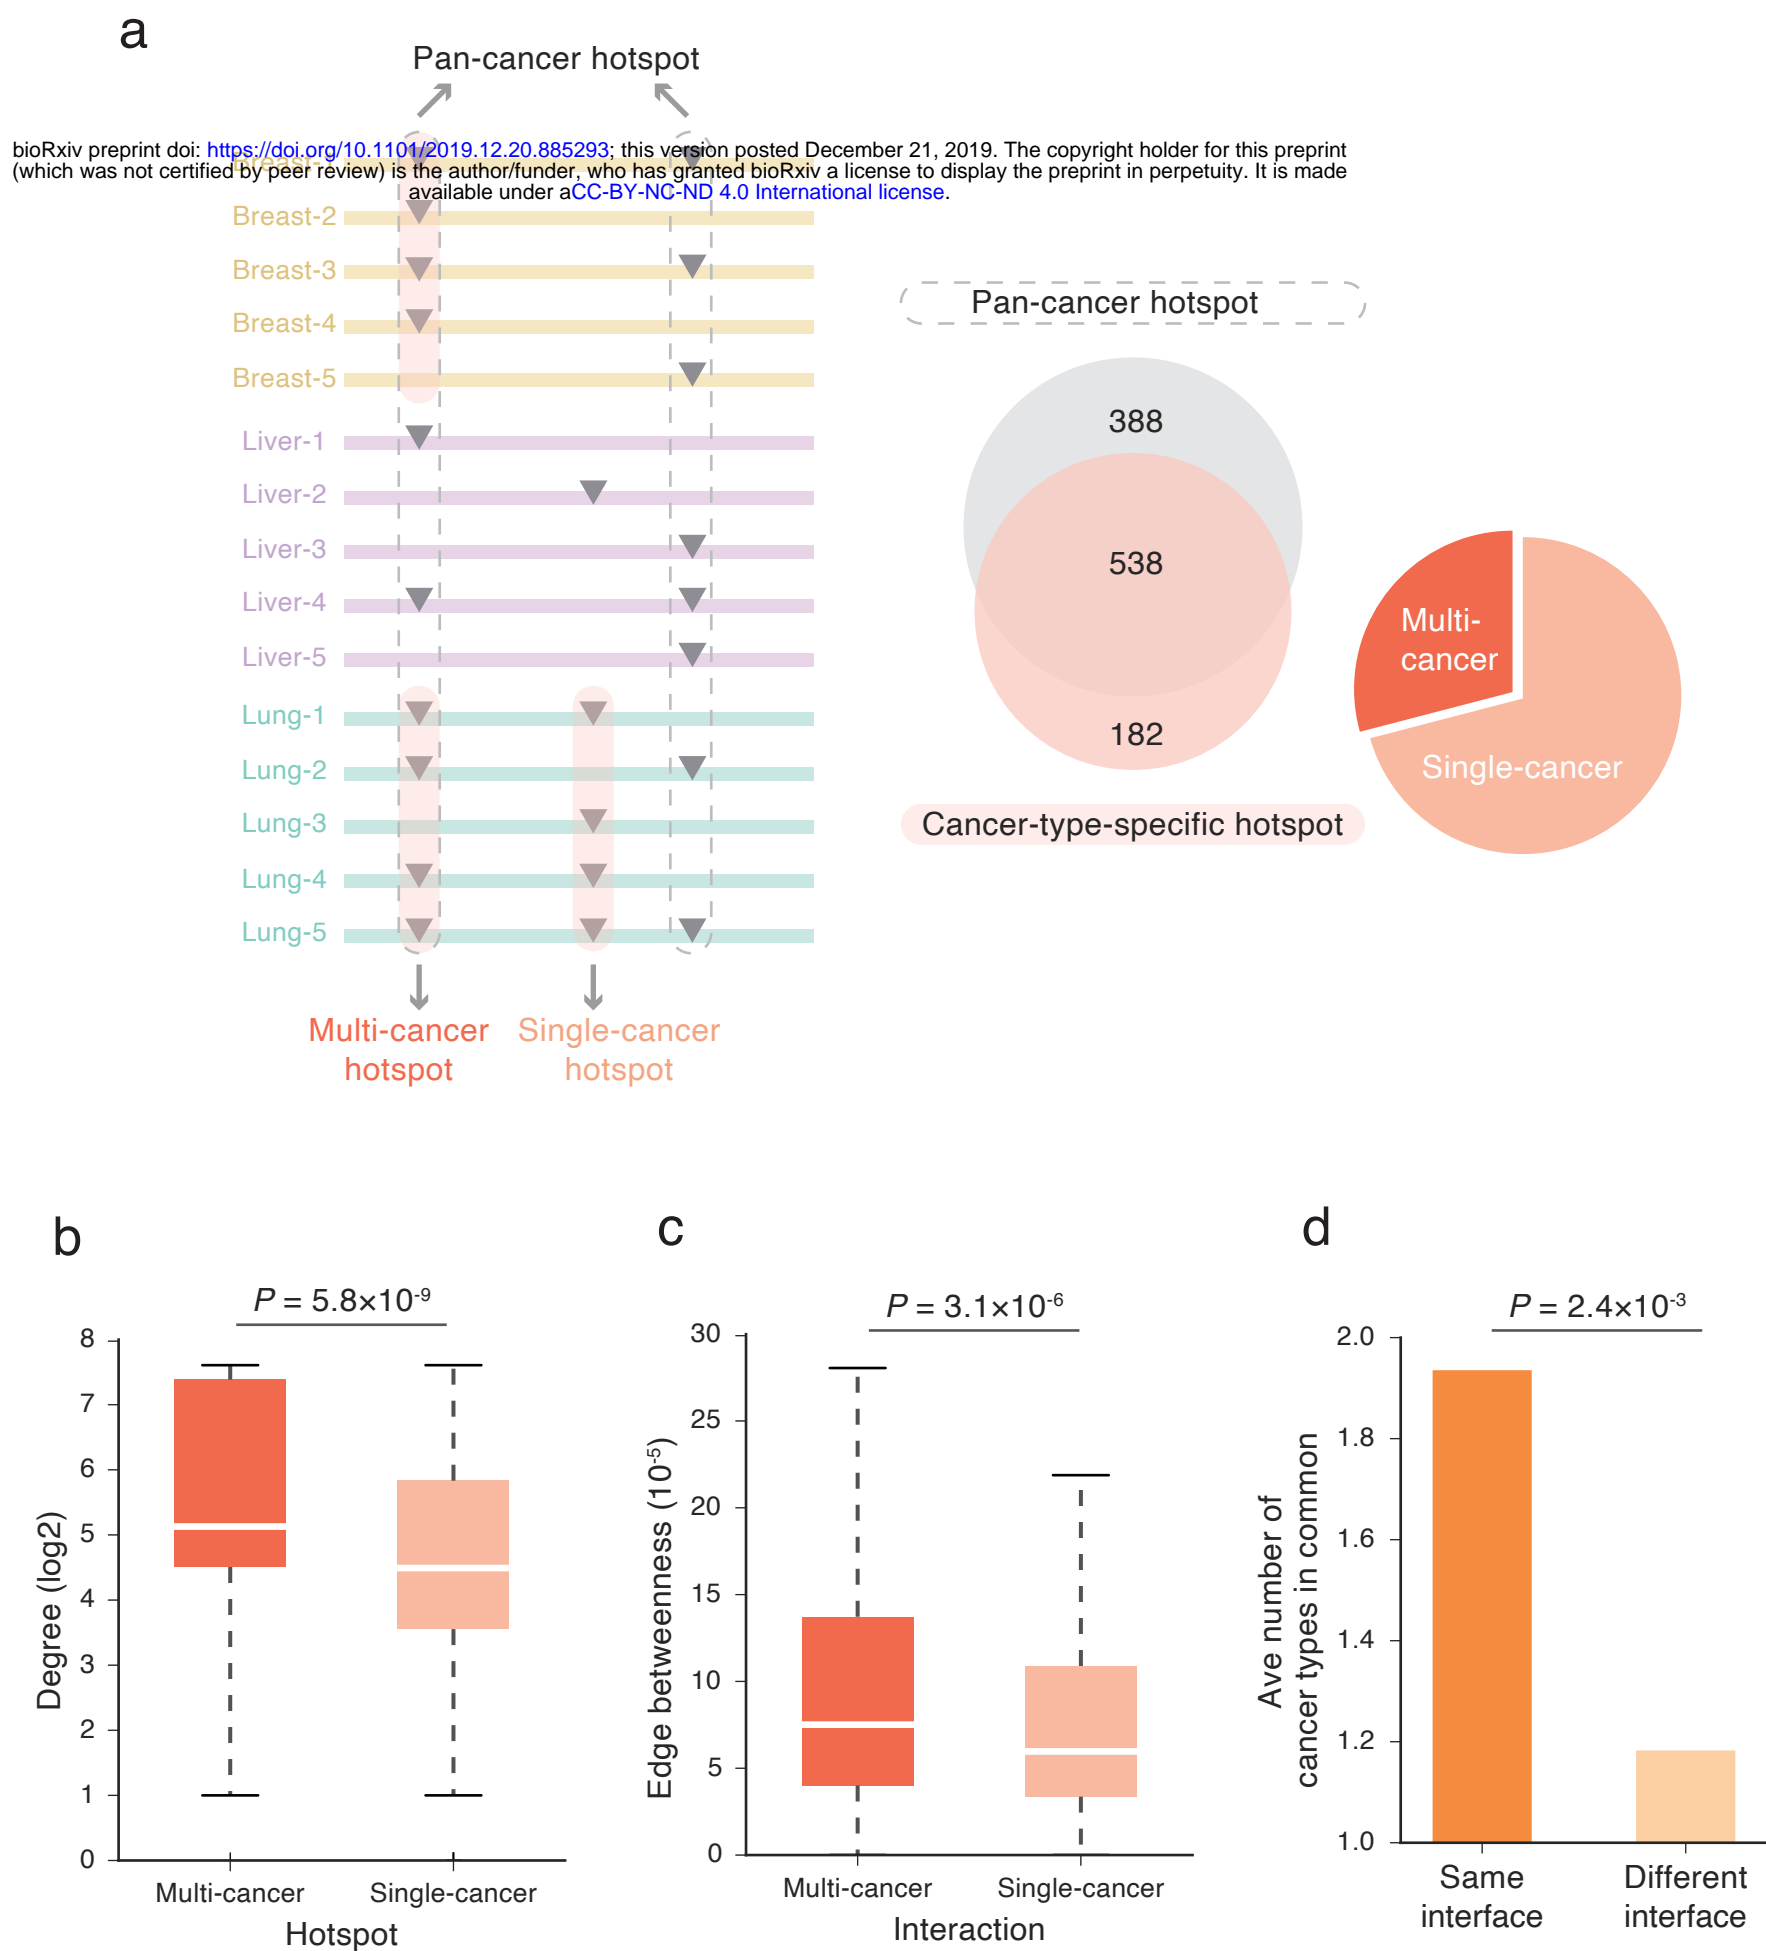 a
Pan-cancer hotspot
bioRxiv preprint doi: https://doi.org/10.1101/2019.12.20.885293; this version posted December 21, 2019. The copyright holder for this preprint
(which was not certified by peer review) is the author/funder, who has granted bioRxiv a license to display the preprint in perpetuity. It is made
available under aCC-BY-NC-ND 4.0 International license.
Breast-1
Breast-2
Breast-3
Breast-4
Breast-5
Liver-1
Liver-2
Liver-3
Liver-4
Liver-5
Lung-1
Lung-2
Lung-3
Lung-4
Lung-5
Multi-cancer
hotspot
Single-cancer
hotspot
Pan-cancer hotspot
388
538
182
Cancer-type-specific hotspot
Multi-
cancer
Single-cancer
b
P = 5.8×10⁻⁹
8
7
6
5
4
3
2
1
0
Degree (log2)
Multi-cancer
Single-cancer
Hotspot
c
P = 3.1×10⁻⁶
30
25
20
15
10
5
0
Edge betweenness (10⁻⁵)
Multi-cancer
Single-cancer
Interaction
d
P = 2.4×10⁻³
2.0
1.8
1.6
1.4
1.2
1.0
Ave number of
cancer types in common
Same
interface
Different
interface